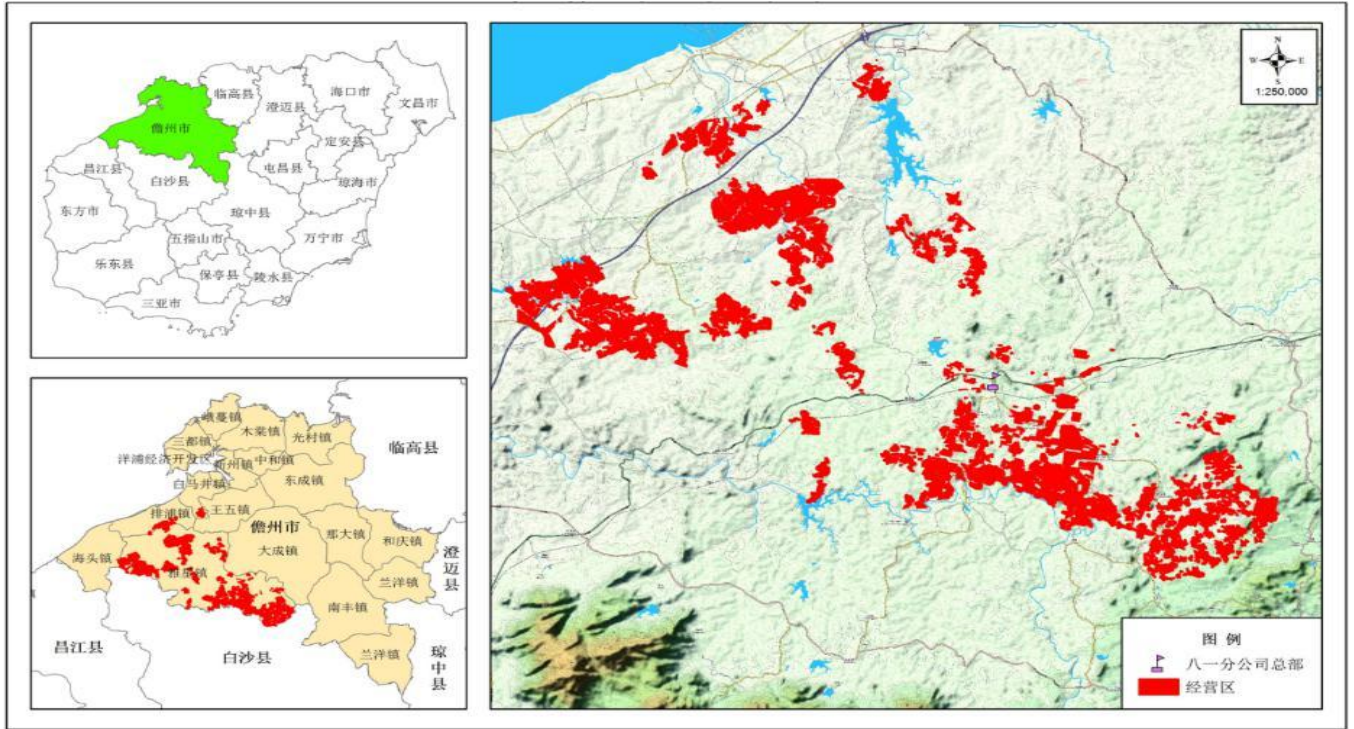 临高县
海口市
文昌市
澄迈县
儋州市
定安县
屯昌县
昌江县
白沙县
琼海市
东方市
琼中县
五指山市
万宁市
乐东县
保亭县
陵水县
三亚市
N
W
E
S
1:250,000
峨蔓镇
木棠镇
光村镇
三都镇
临高县
洋浦经济开发区
新州镇
中和镇
白马井镇
东成镇
排浦镇
王五镇
儋州市
那大镇
海头镇
大成镇
和庆镇
澄迈县
雅星镇
兰洋镇
南丰镇
昌江县
白沙县
兰洋镇
琼中县
图 例
八一分公司总部
经营区